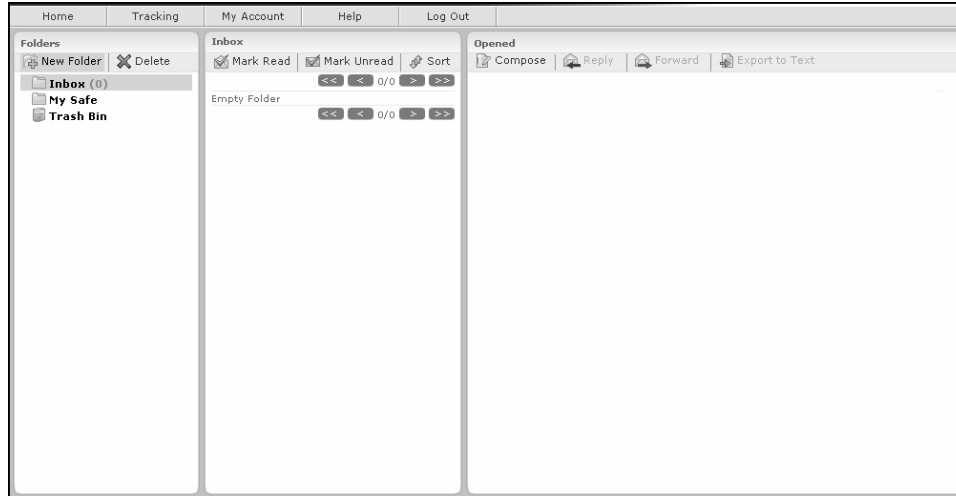 Home Tracking My Account Help Log Out
Folders
New Folder Delete
Inbox (0)
My Safe
Trash Bin
Inbox
Mark Read Mark Unread Sort
<< < 0/0 > >>
Empty Folder
<< < 0/0 > >>
Opened
Compose Reply Forward Export to Text